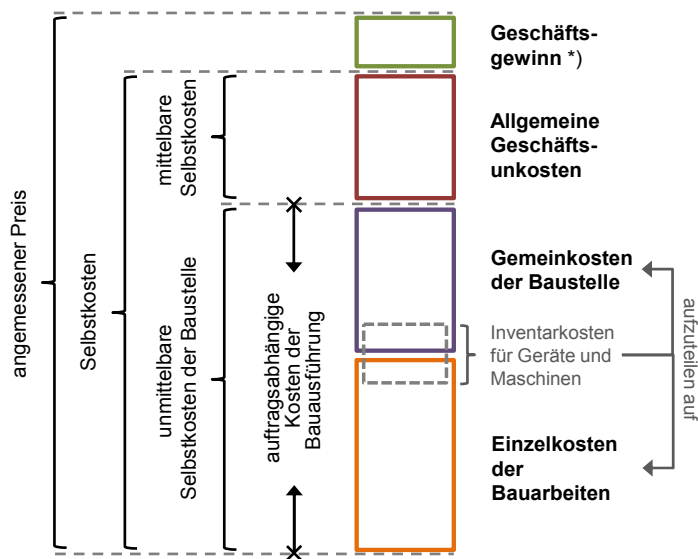 angemessener Preis
Selbstkosten
mittelbare
Selbstkosten
unmittelbare
Selbstkosten der Baustelle
auftragsabhängige
Kosten der
Bauausführung
Geschäfts-
gewinn *)
Allgemeine
Geschäfts-
unkosten
Gemeinkosten
der Baustelle
Inventarkosten
für Geräte und
Maschinen
aufzuteilen auf
Einzelkosten
der
Bauarbeiten